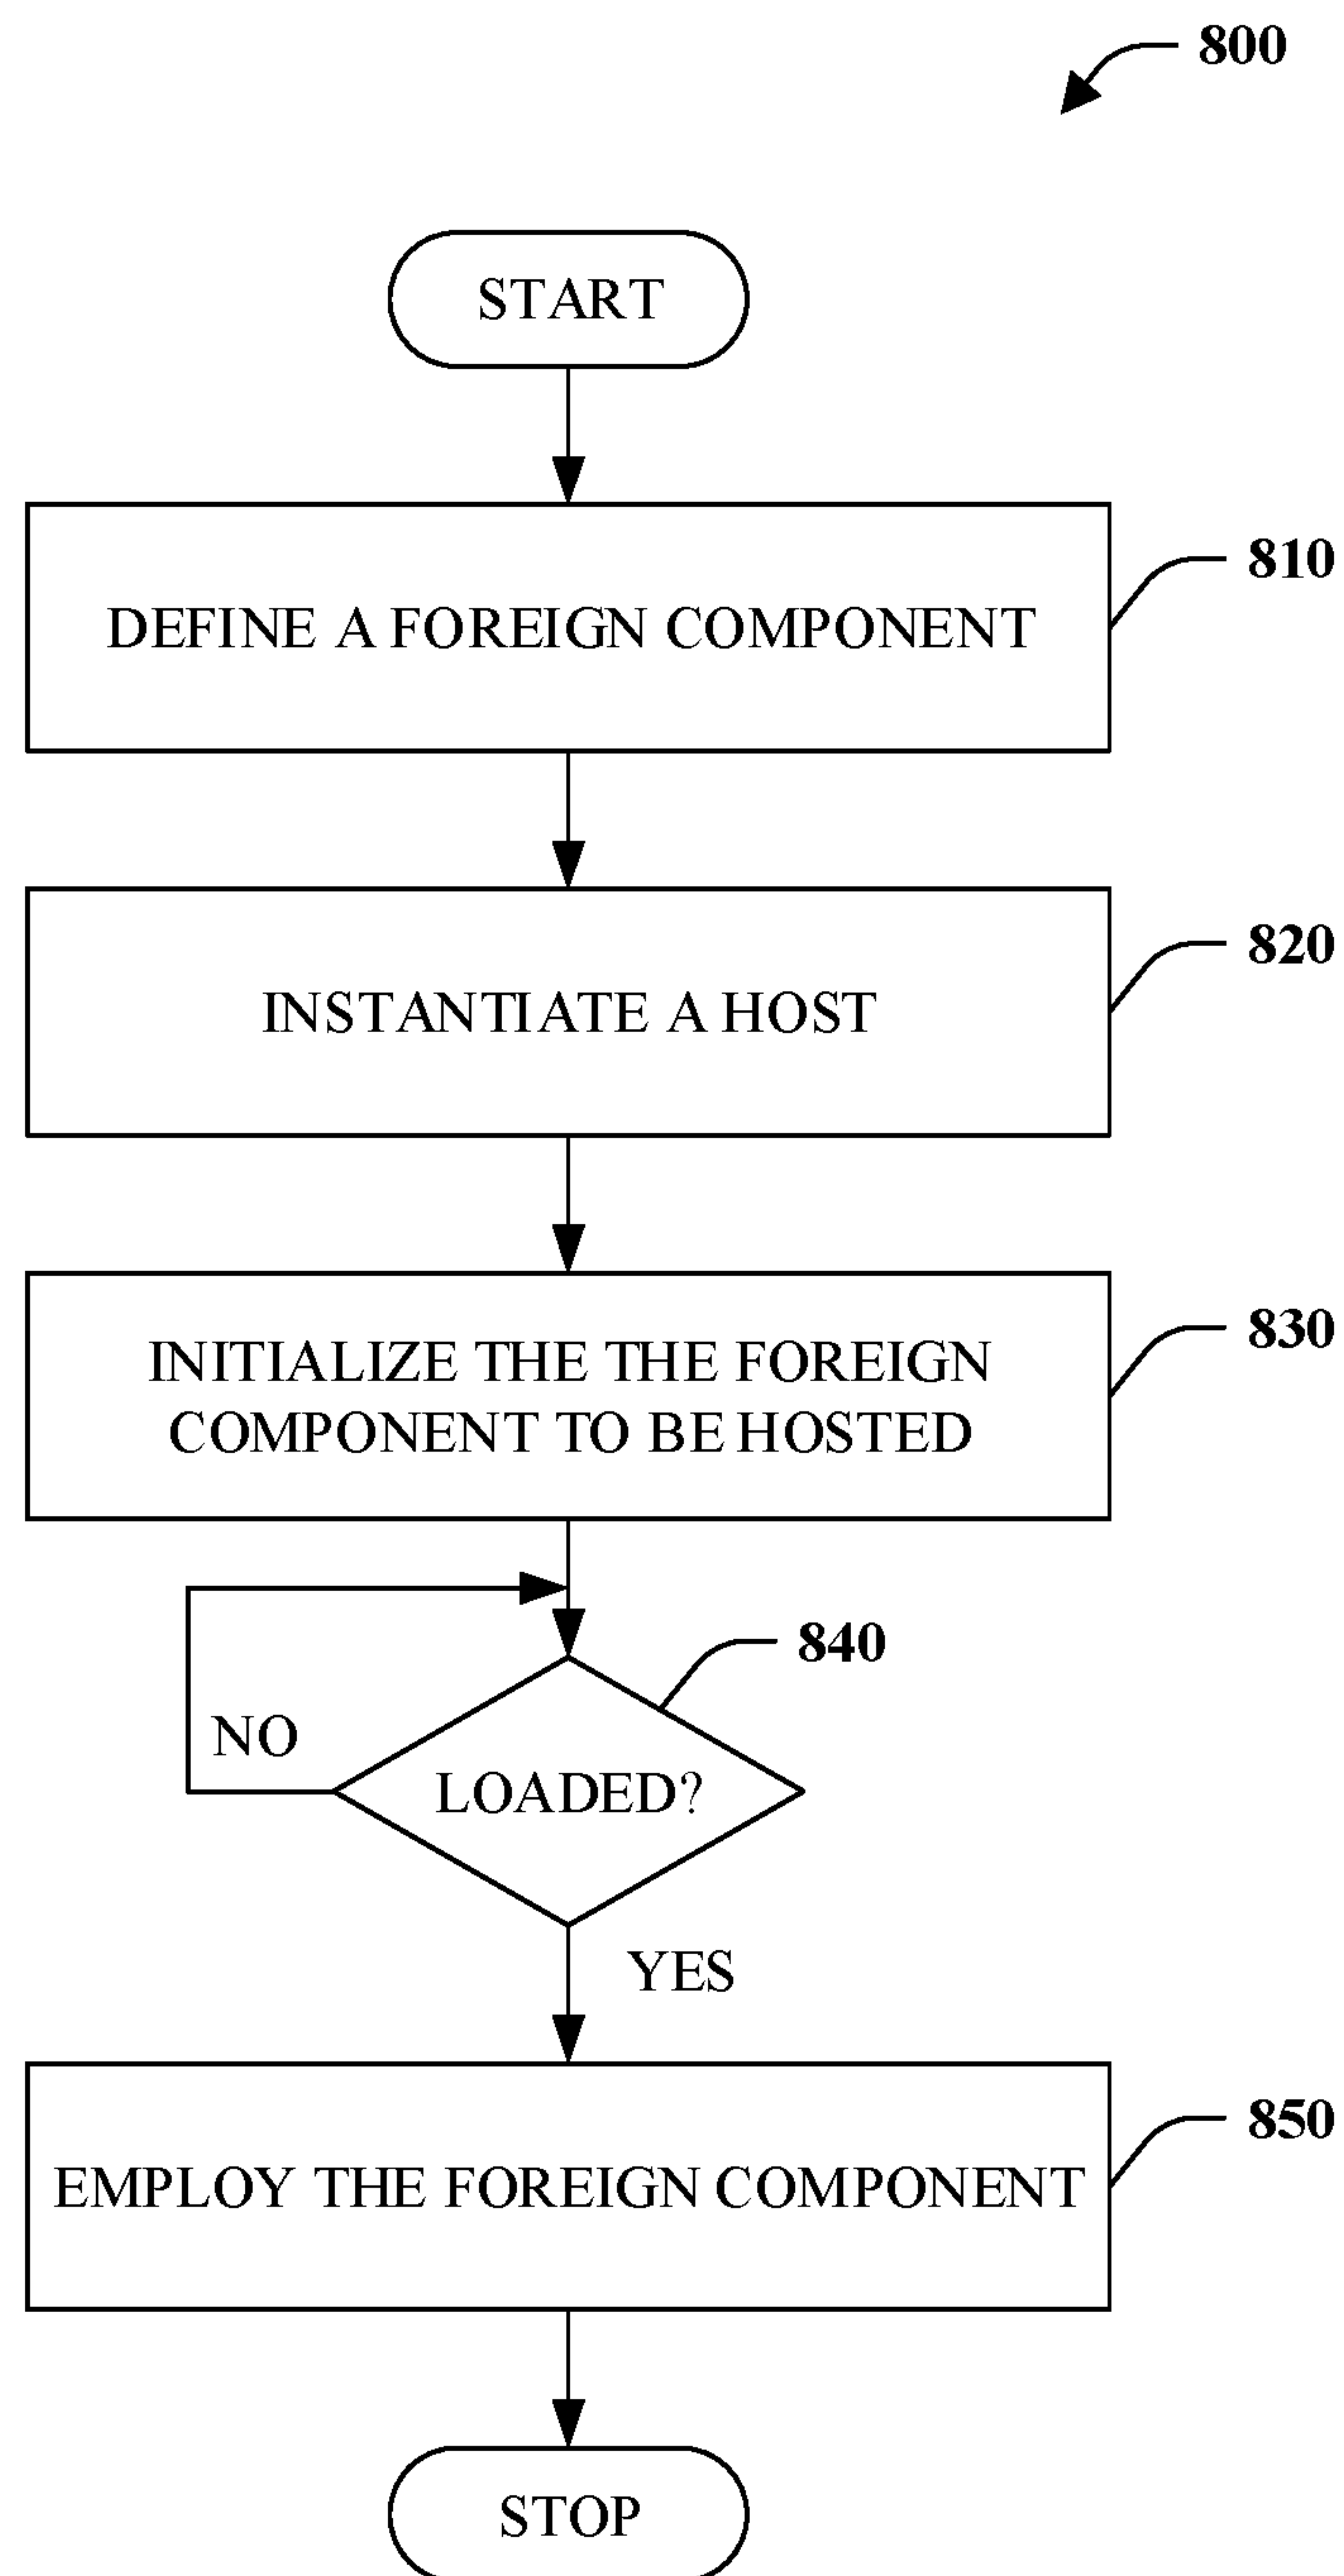 800
START
DEFINE A FOREIGN COMPONENT
810
INSTANTIATE A HOST
820
INITIALIZE THE THE FOREIGN
COMPONENT TO BE HOSTED
830
840
NO
LOADED?
YES
EMPLOY THE FOREIGN COMPONENT
850
STOP